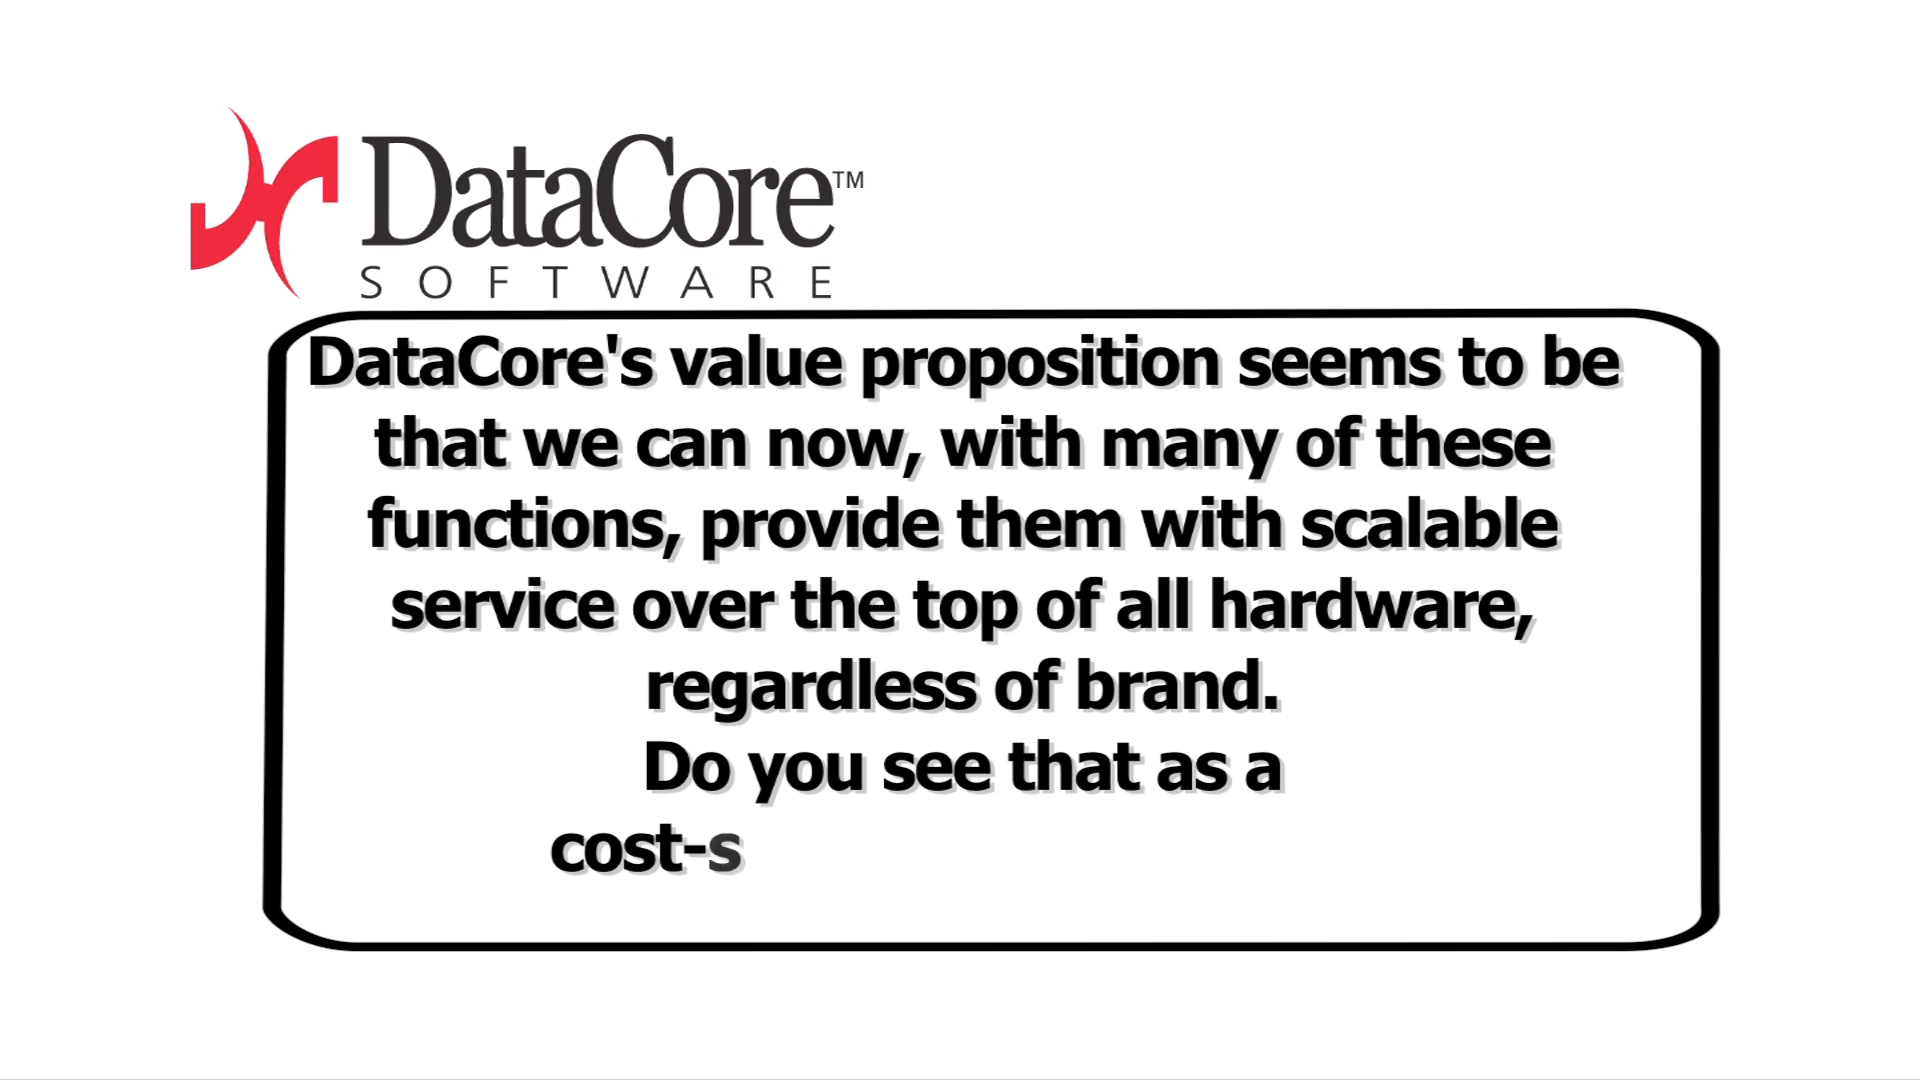 DataCore™
SOFTWARE
DataCore's value proposition seems to be
that we can now, with many of these
functions, provide them with scalable
service over the top of all hardware,
regardless of brand.
Do you see that as a
cost-s